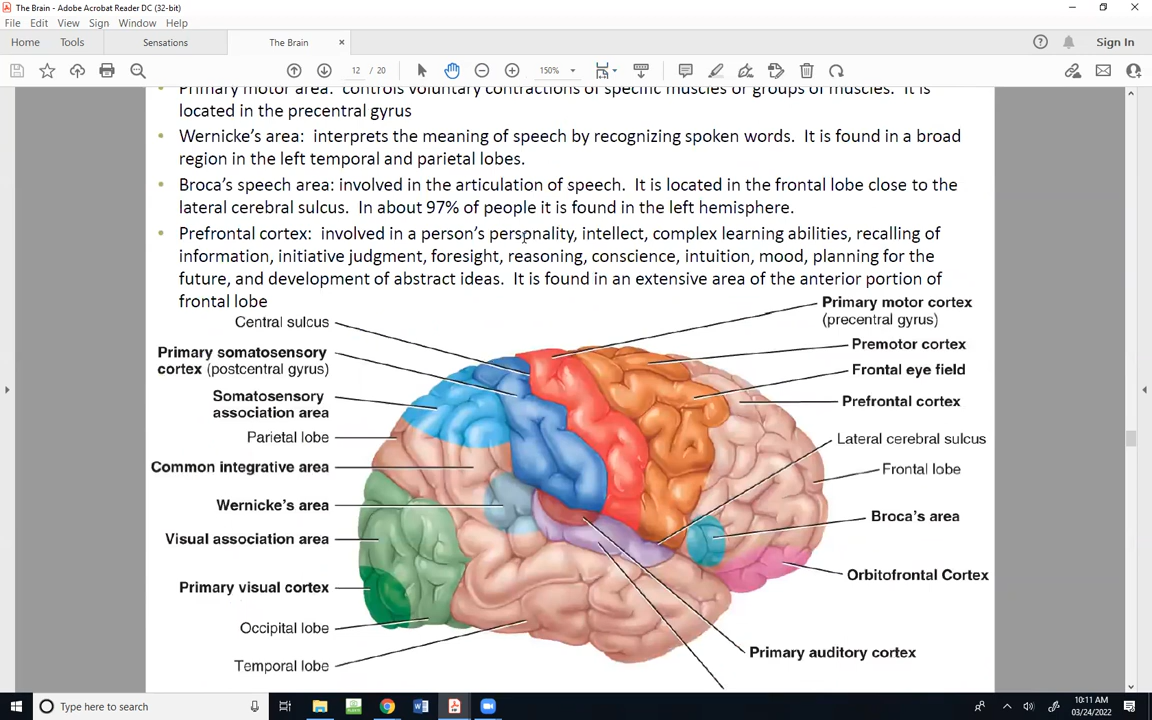 The Brain - Adobe Acrobat Reader DC (32-bit)
File Edit View Sign Window Help
Home Tools Sensations The Brain × Sign In
12 / 20 150%
Primary motor area: controls voluntary contractions of specific muscles or groups of muscles. It is
located in the precentral gyrus
• Wernicke's area: interprets the meaning of speech by recognizing spoken words. It is found in a broad
region in the left temporal and parietal lobes.
• Broca's speech area: involved in the articulation of speech. It is located in the frontal lobe close to the
lateral cerebral sulcus. In about 97% of people it is found in the left hemisphere.
• Prefrontal cortex: involved in a person's personality, intellect, complex learning abilities, recalling of
information, initiative judgment, foresight, reasoning, conscience, intuition, mood, planning for the
future, and development of abstract ideas. It is found in an extensive area of the anterior portion of
frontal lobe
Central sulcus
Primary somatosensory
cortex (postcentral gyrus)
Somatosensory
association area
Parietal lobe
Common integrative area
Wernicke's area
Visual association area
Primary visual cortex
Occipital lobe
Temporal lobe
Primary motor cortex
(precentral gyrus)
Premotor cortex
Frontal eye field
Prefrontal cortex
Lateral cerebral sulcus
Frontal lobe
Broca's area
Orbitofrontal Cortex
Primary auditory cortex
Type here to search
10:11 AM
03/24/2022